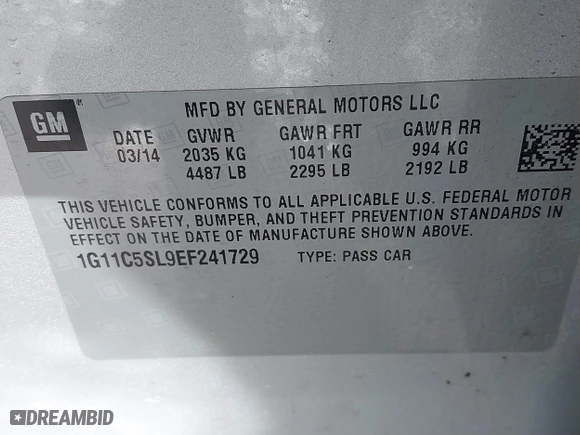 GM
MFD BY GENERAL MOTORS LLC
DATE GVWR GAWR FRT GAWR RR
03/14 2035 KG 1041 KG 994 KG
4487 LB 2295 LB 2192 LB
THIS VEHICLE CONFORMS TO ALL APPLICABLE U.S. FEDERAL MOTOR
VEHICLE SAFETY, BUMPER, AND THEFT PREVENTION STANDARDS IN
EFFECT ON THE DATE OF MANUFACTURE SHOWN ABOVE.
1G11C5SL9EF241729 TYPE: PASS CAR
DREAMBID